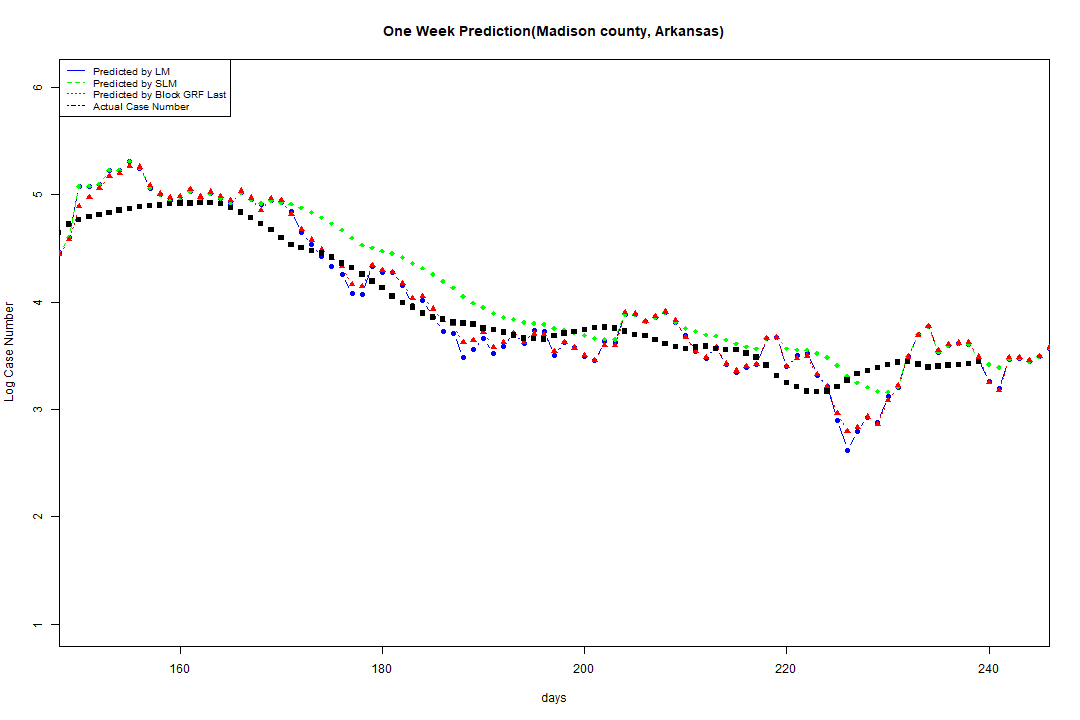 One Week Prediction(Madison county, Arkansas)
Predicted by LM
Predicted by SLM
Predicted by Block GRF Last
Actual Case Number
6
5
4
3
2
1
Log Case Number
160 180 200 220 240
days